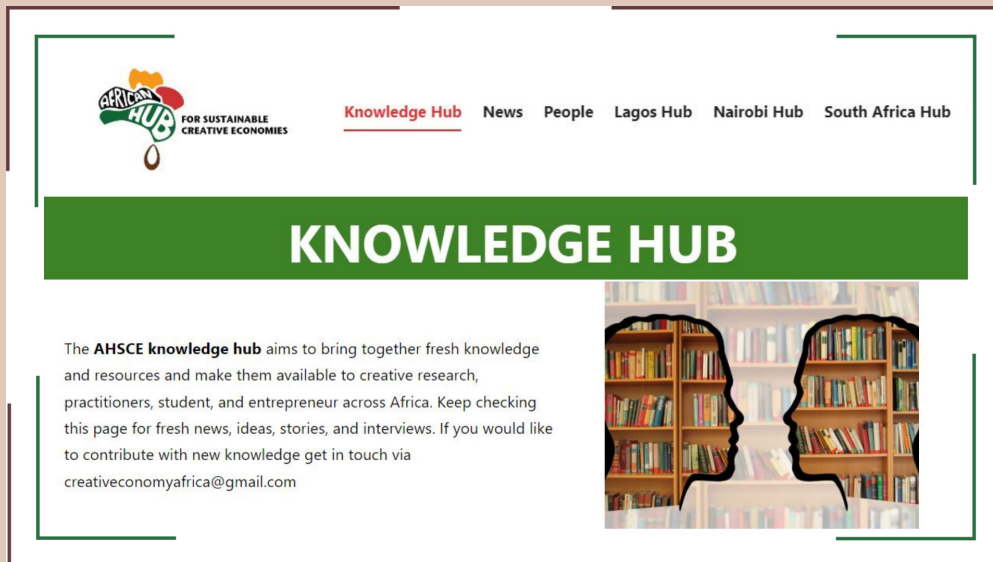 AFRICAN
HUB
FOR SUSTAINABLE
CREATIVE ECONOMIES
Knowledge Hub News People Lagos Hub Nairobi Hub South Africa Hub
KNOWLEDGE HUB
The AHSCE knowledge hub aims to bring together fresh knowledge
and resources and make them available to creative research,
practitioners, student, and entrepreneur across Africa. Keep checking
this page for fresh news, ideas, stories, and interviews. If you would like
to contribute with new knowledge get in touch via
creativeconomyafrica@gmail.com